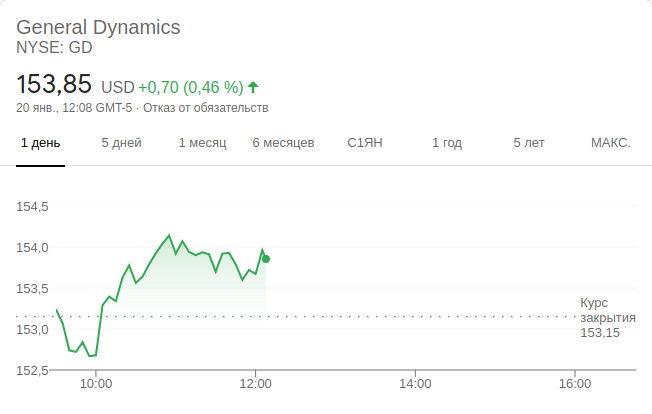 General Dynamics
NYSE: GD
153,85 USD +0,70 (0,46 %)
20 янв., 12:08 GMT-5 · Отказ от обязательств
1 день 5 дней 1 месяц 6 месяцев С1ЯН 1 год 5 лет МАКС.
154,5
154,0
153,5
Курс
закрытия
153,15
153,0
152,5
10:00 12:00 14:00 16:00